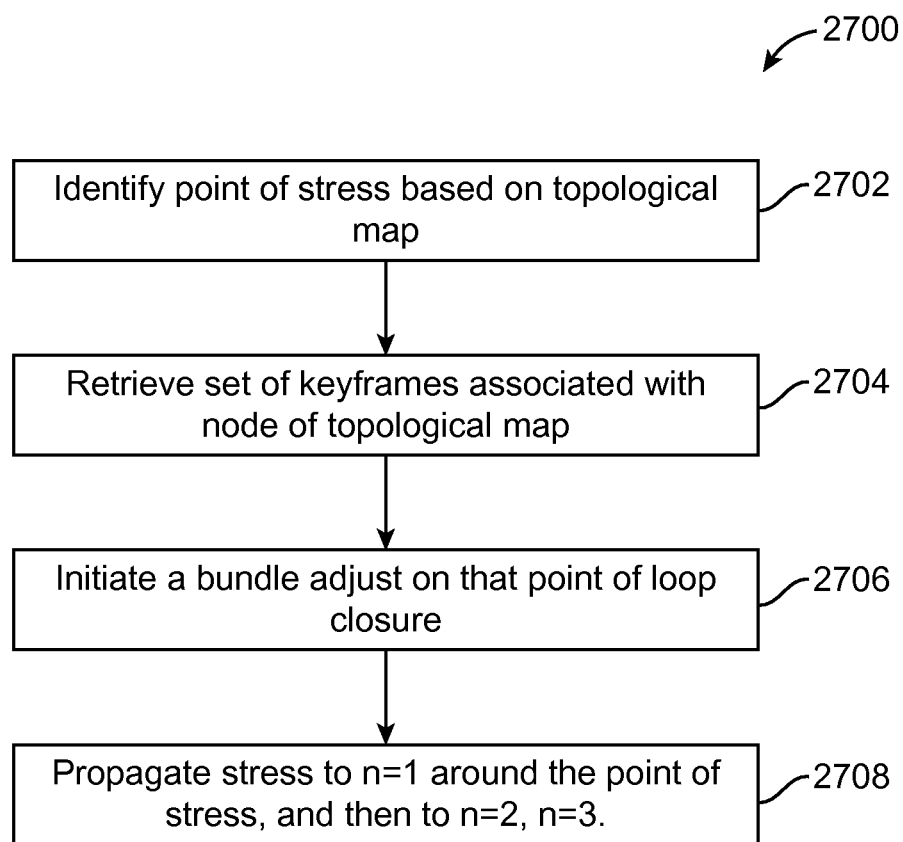 2700
Identify point of stress based on topological
map
2702
Retrieve set of keyframes associated with
node of topological map
2704
Initiate a bundle adjust on that point of loop
closure
2706
Propagate stress to n=1 around the point of
stress, and then to n=2, n=3.
2708